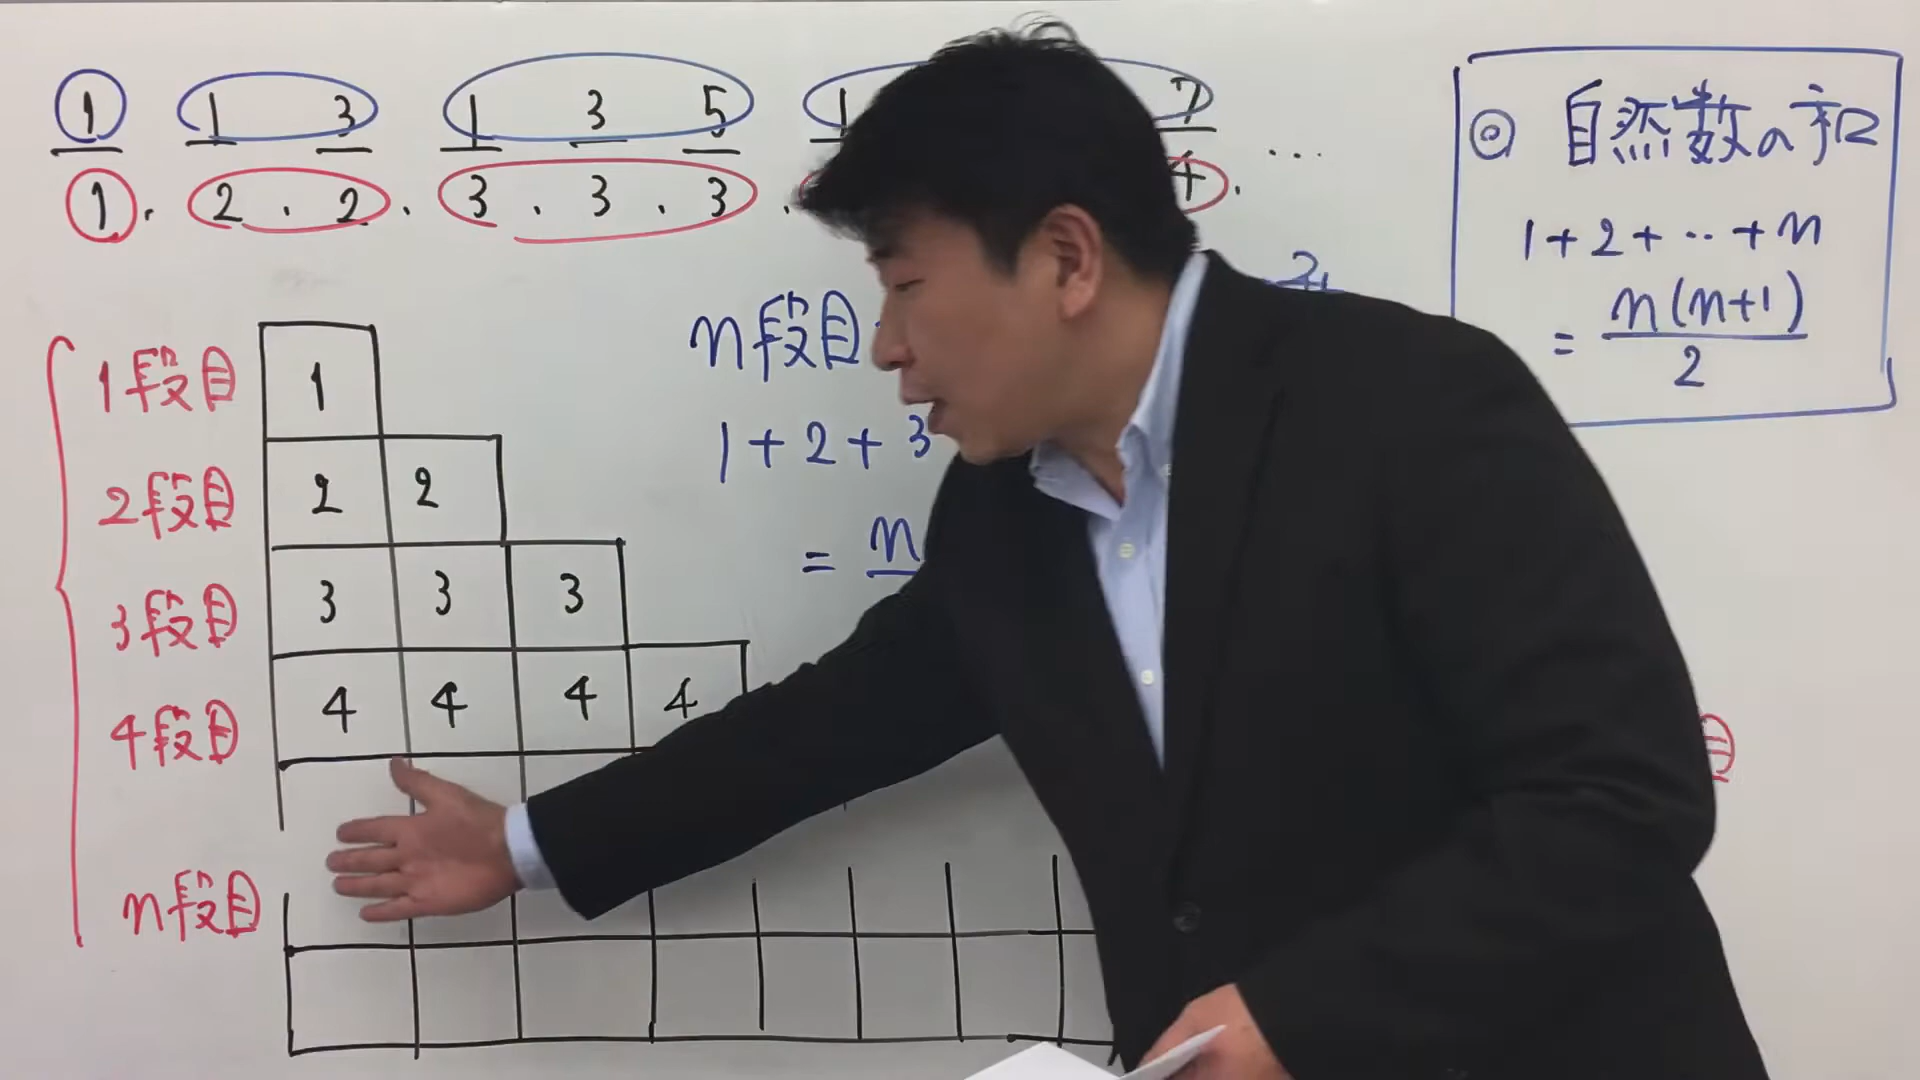 1 1 3 1 3 5 1 7
1. 2 . 2 . 3 . 3 . 3 . 4 . …
1段目 1
2段目 2 2
3段目 3 3 3
4段目 4 4 4 4
n段目
n段目
1+2+3
= n
◎ 自然数の和
1+2+‥+n
= n(n+1)
2
目